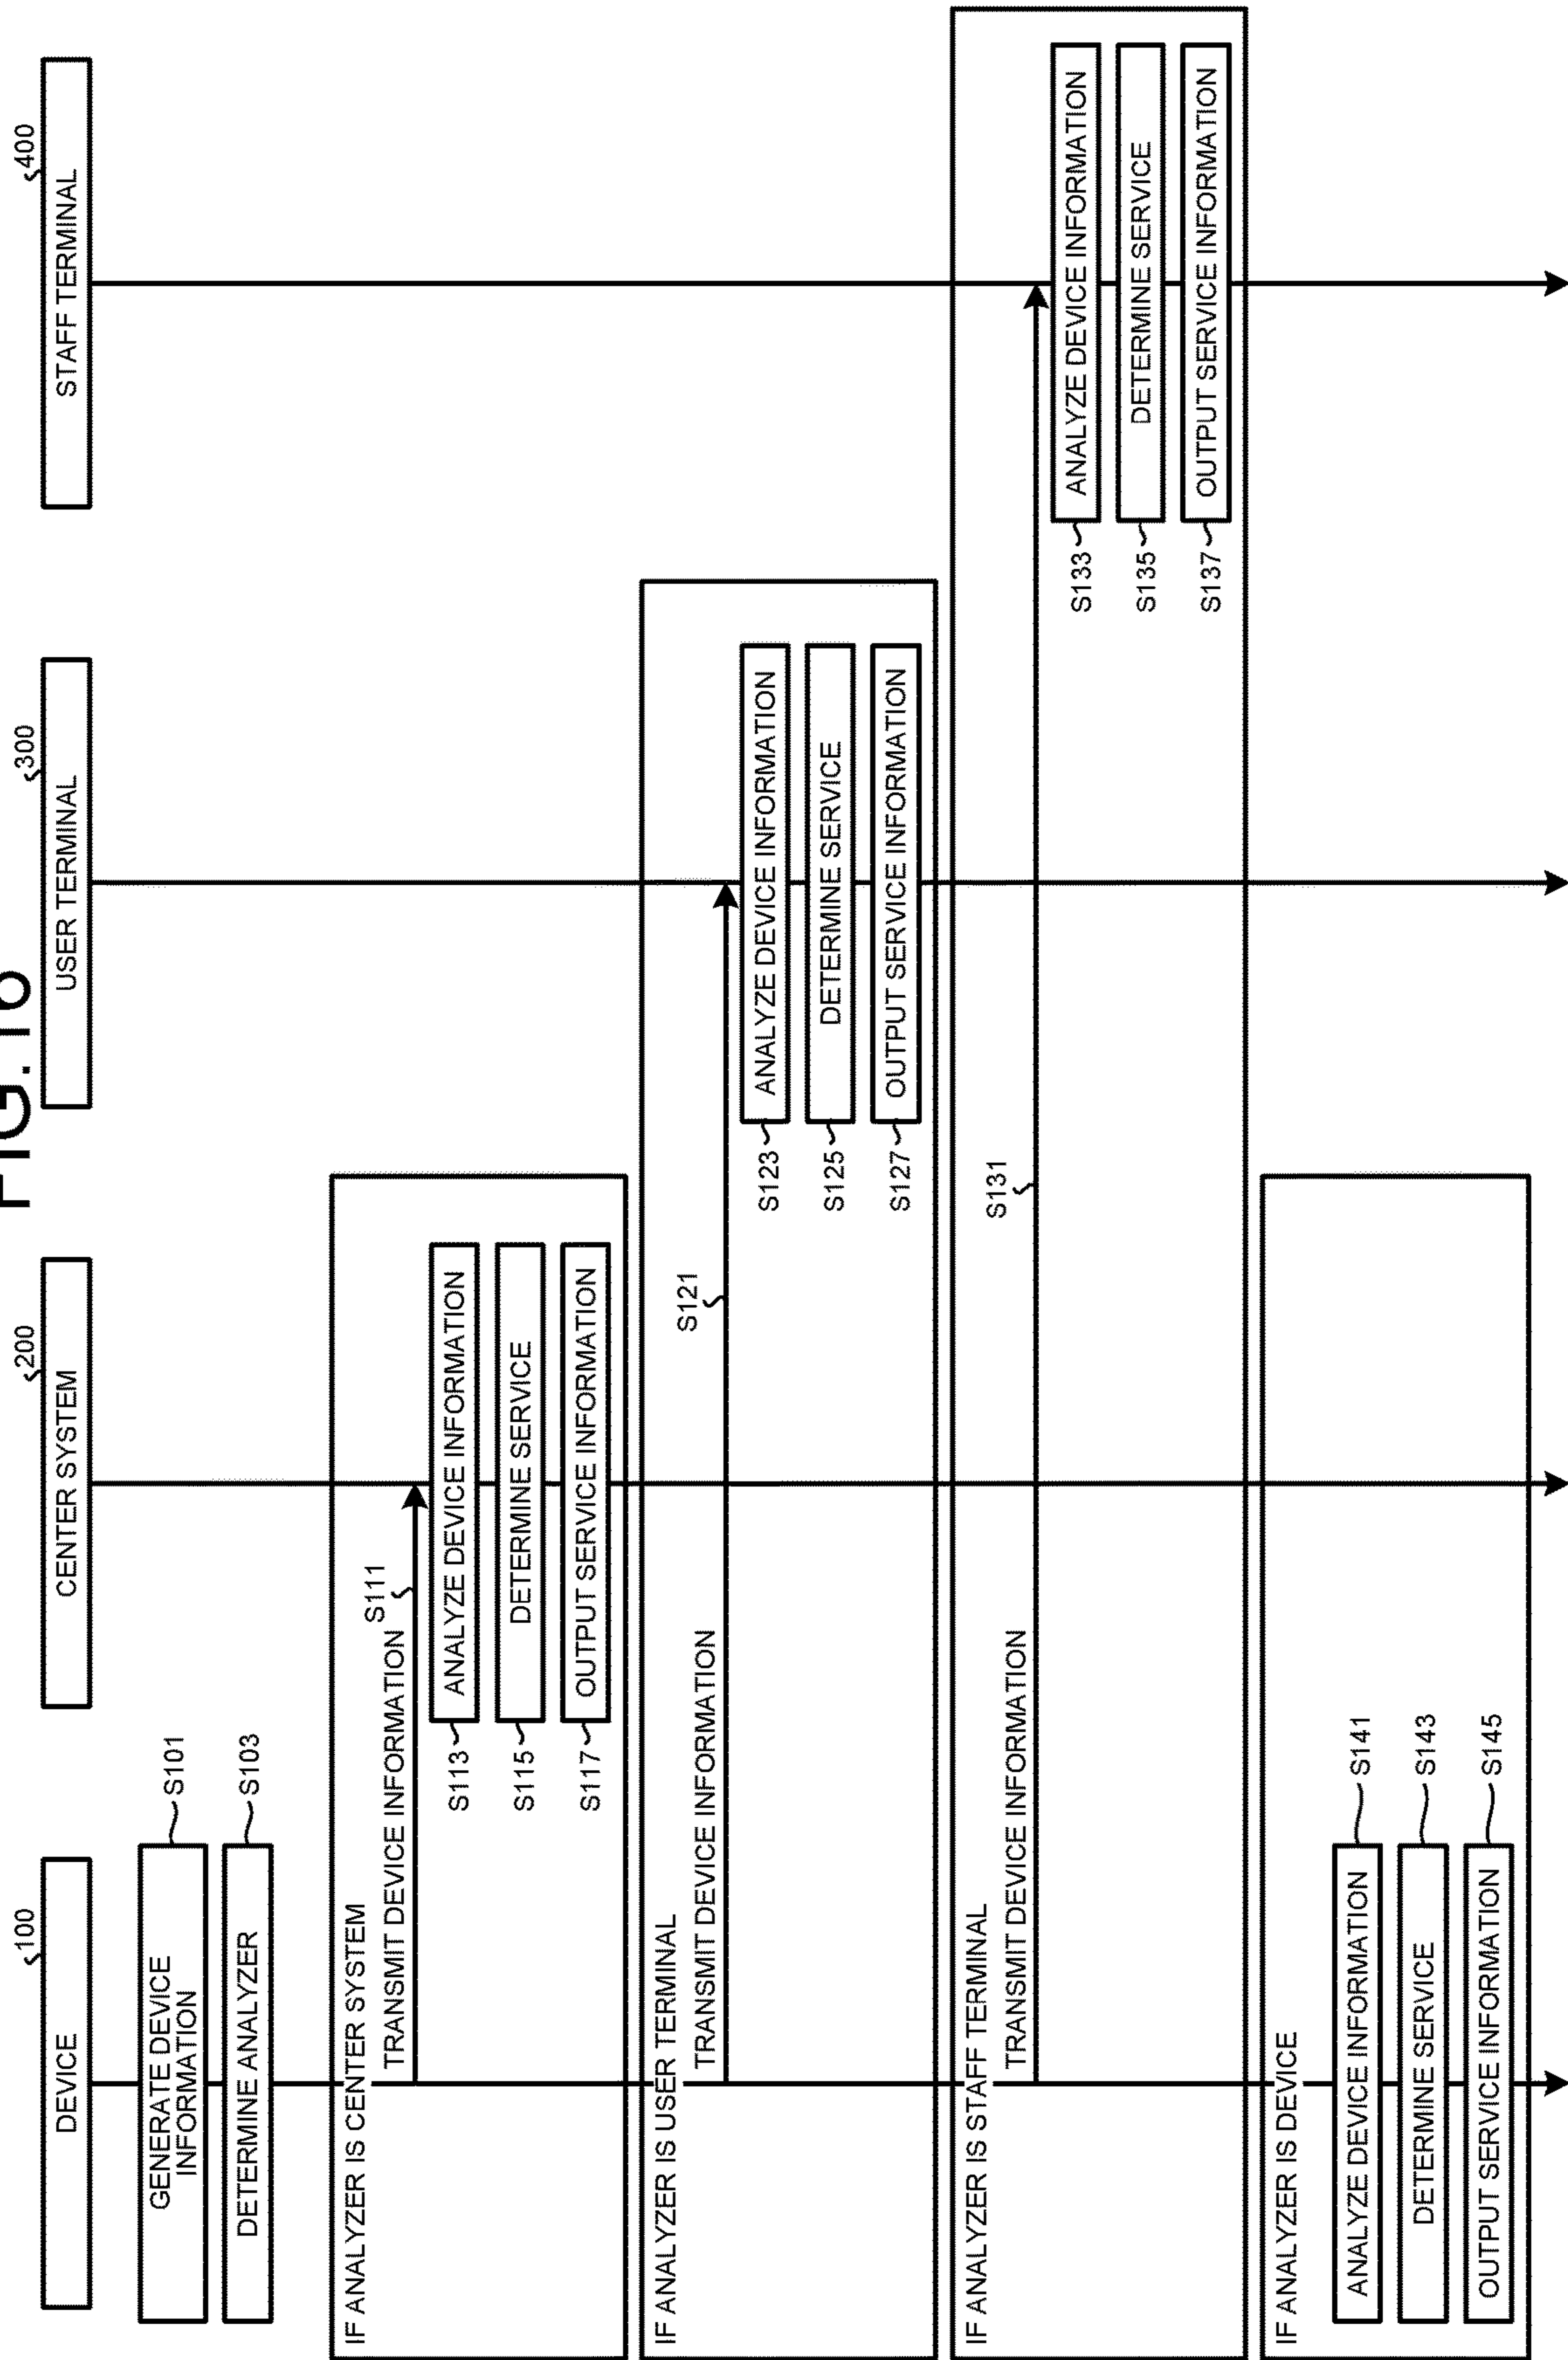 FIG.16
100
200
300
400
DEVICE
CENTER SYSTEM
USER TERMINAL
STAFF TERMINAL
GENERATE DEVICE
INFORMATION
S101
DETERMINE ANALYZER
S103
IF ANALYZER IS CENTER SYSTEM
TRANSMIT DEVICE INFORMATION
S111
S113
ANALYZE DEVICE INFORMATION
S115
DETERMINE SERVICE
S117
OUTPUT SERVICE INFORMATION
IF ANALYZER IS USER TERMINAL
TRANSMIT DEVICE INFORMATION
S121
S123
ANALYZE DEVICE INFORMATION
S125
DETERMINE SERVICE
S127
OUTPUT SERVICE INFORMATION
IF ANALYZER IS STAFF TERMINAL
TRANSMIT DEVICE INFORMATION
S131
S133
ANALYZE DEVICE INFORMATION
S135
DETERMINE SERVICE
S137
OUTPUT SERVICE INFORMATION
IF ANALYZER IS DEVICE
ANALYZE DEVICE INFORMATION
S141
DETERMINE SERVICE
S143
OUTPUT SERVICE INFORMATION
S145